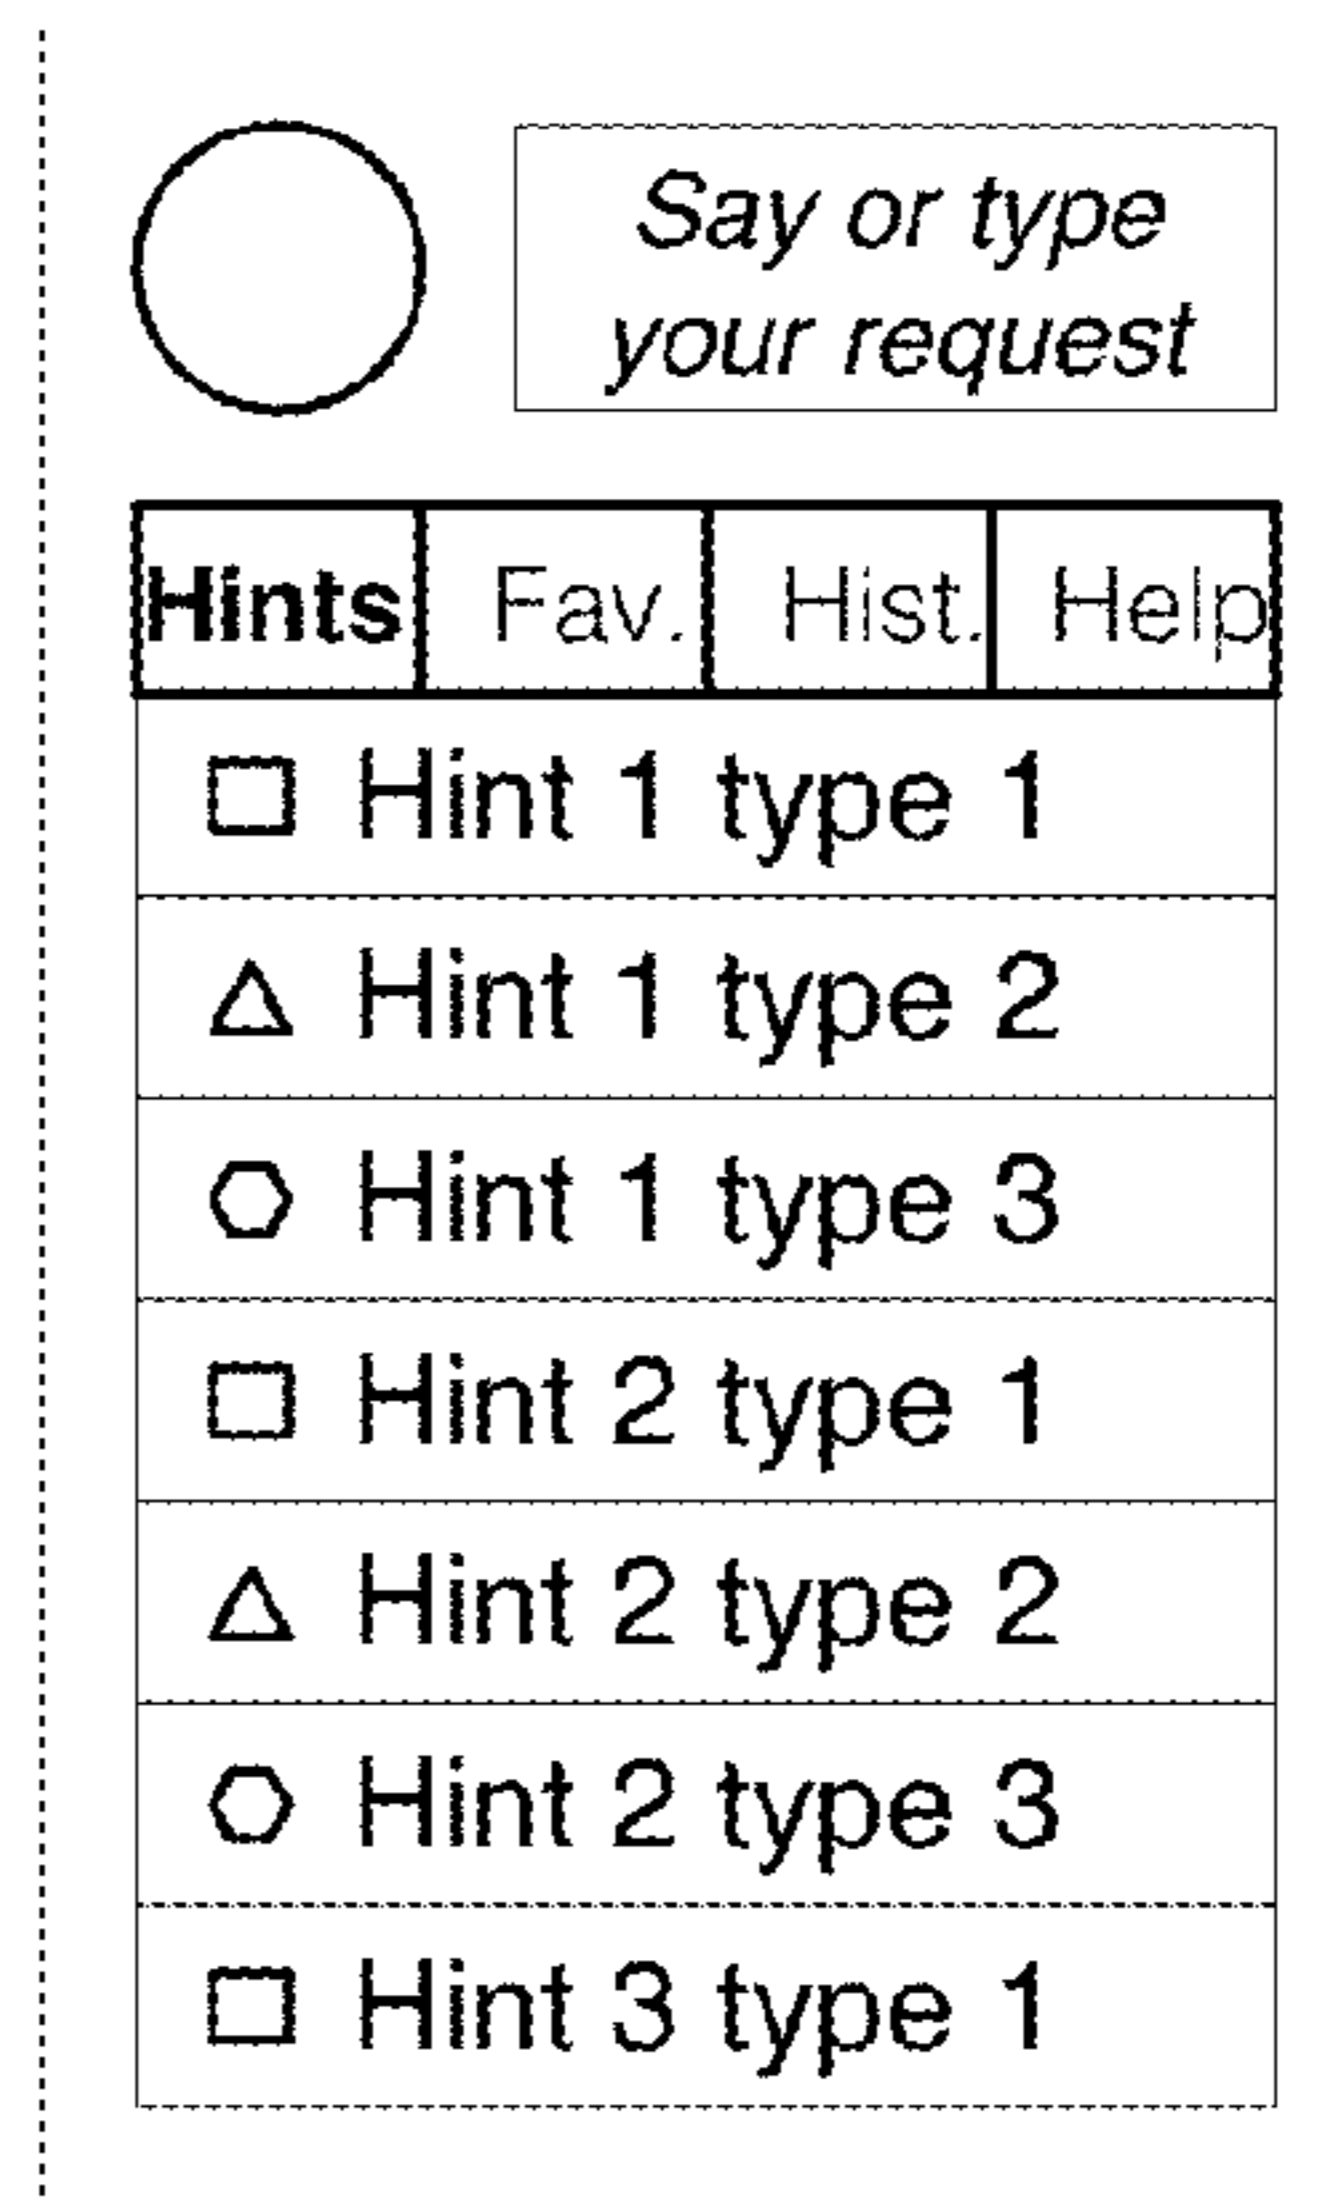 Say or type
your request
Hints Fav. Hist. Help
Hint 1 type 1
Hint 1 type 2
Hint 1 type 3
Hint 2 type 1
Hint 2 type 2
Hint 2 type 3
Hint 3 type 1